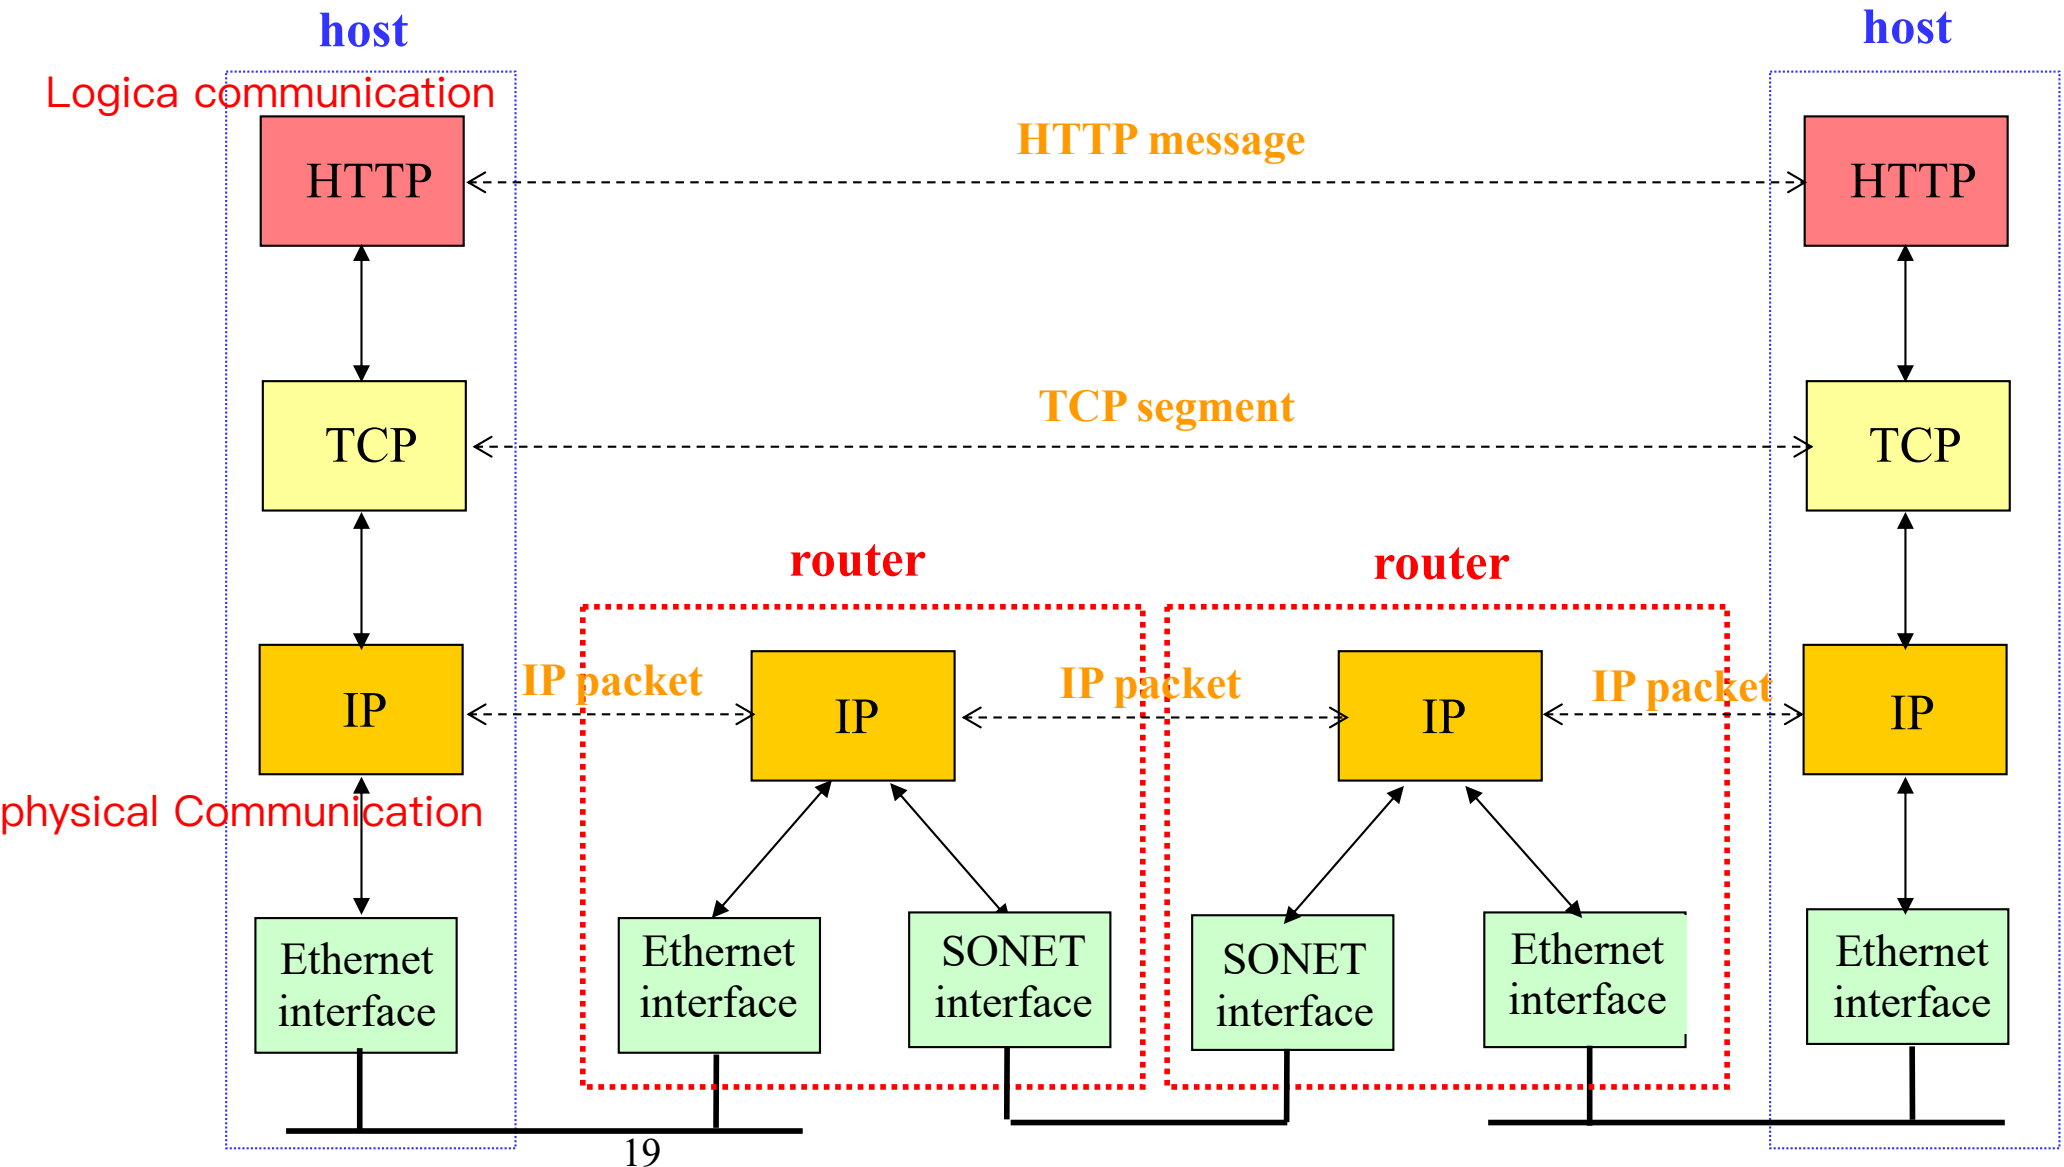 host
host
Logica communication
HTTP
HTTP message
HTTP
TCP
TCP segment
TCP
router
router
IP
IP packet
IP
IP packet
IP
IP packet
IP
physical Communication
Ethernet
interface
Ethernet
interface
SONET
interface
SONET
interface
Ethernet
interface
Ethernet
interface
19